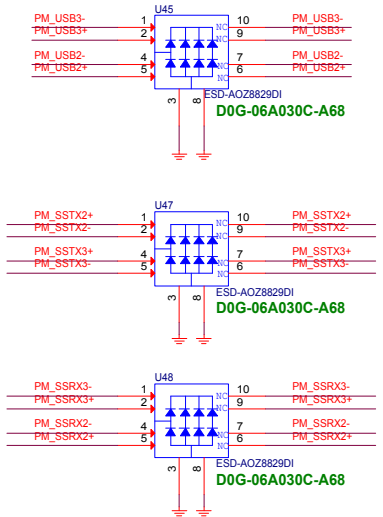 U45
PM_USB3- 1 10 PM_USB3-
PM_USB3+ 2 NC 9 PM_USB3+
PM_USB2- 4 NC 7 PM_USB2-
PM_USB2+ 5 NC 6 PM_USB2+
NC
3 8
ESD-AOZ8829DI
D0G-06A030C-A68
U47
PM_SSTX2+ 1 10 PM_SSTX2+
PM_SSTX2- 2 NC 9 PM_SSTX2-
NC
PM_SSTX3+ 4 7 PM_SSTX3+
PM_SSTX3- 5 NC 6 PM_SSTX3-
NC
3 8
ESD-AOZ8829DI
D0G-06A030C-A68
U48
PM_SSRX3- 1 10 PM_SSRX3-
PM_SSRX3+ 2 NC 9 PM_SSRX3+
NC
PM_SSRX2- 4 7 PM_SSRX2-
PM_SSRX2+ 5 NC 6 PM_SSRX2+
NC
3 8
ESD-AOZ8829DI
D0G-06A030C-A68